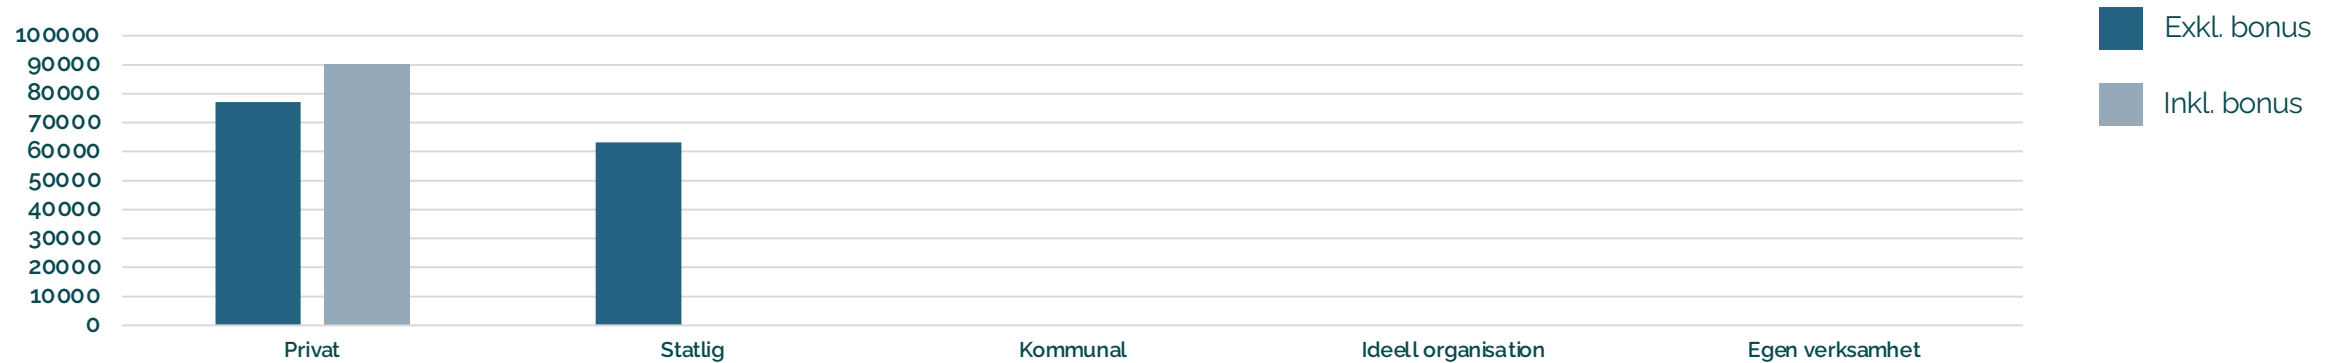 100000
90000
80000
70000
60000
50000
40000
30000
20000
10000
0
Privat
Statlig
Kommunal
Ideell organisation
Egen verksamhet
Exkl. bonus
Inkl. bonus